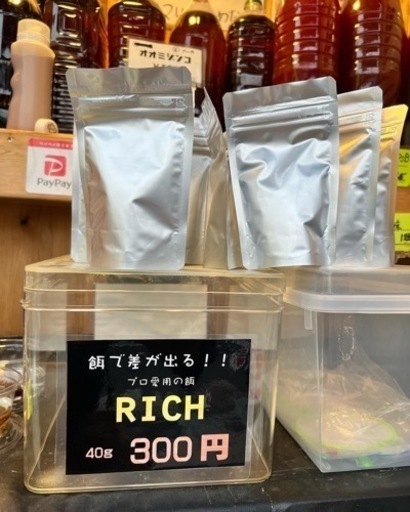 オオミジンコ
PayPay
餌で差が出る!!
プロ愛用の餌
RICH
40g 300円